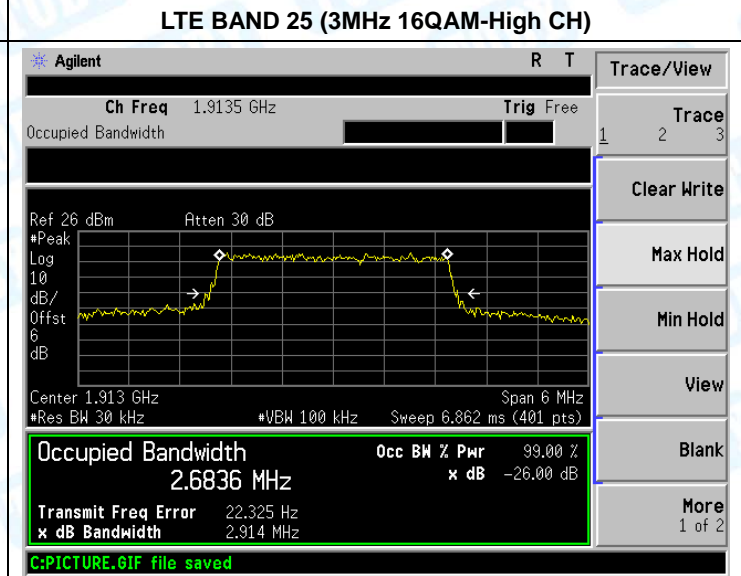 LTE BAND 25 (3MHz 16QAM-High CH)
Agilent R T
Trace/View
Ch Freq 1.9135 GHz Trig Free
Occupied Bandwidth
Trace
1 2 3
Clear Write
Ref 26 dBm Atten 30 dB
#Peak
Log
10
dB/
Offst
6
dB
Max Hold
Min Hold
Center 1.913 GHz Span 6 MHz
#Res BW 30 kHz #VBW 100 kHz Sweep 6.862 ms (401 pts)
View
Occupied Bandwidth Occ BW % Pwr 99.00 %
2.6836 MHz x dB -26.00 dB
Blank
Transmit Freq Error 22.325 Hz
x dB Bandwidth 2.914 MHz
More
1 of 2
C:PICTURE.GIF file saved